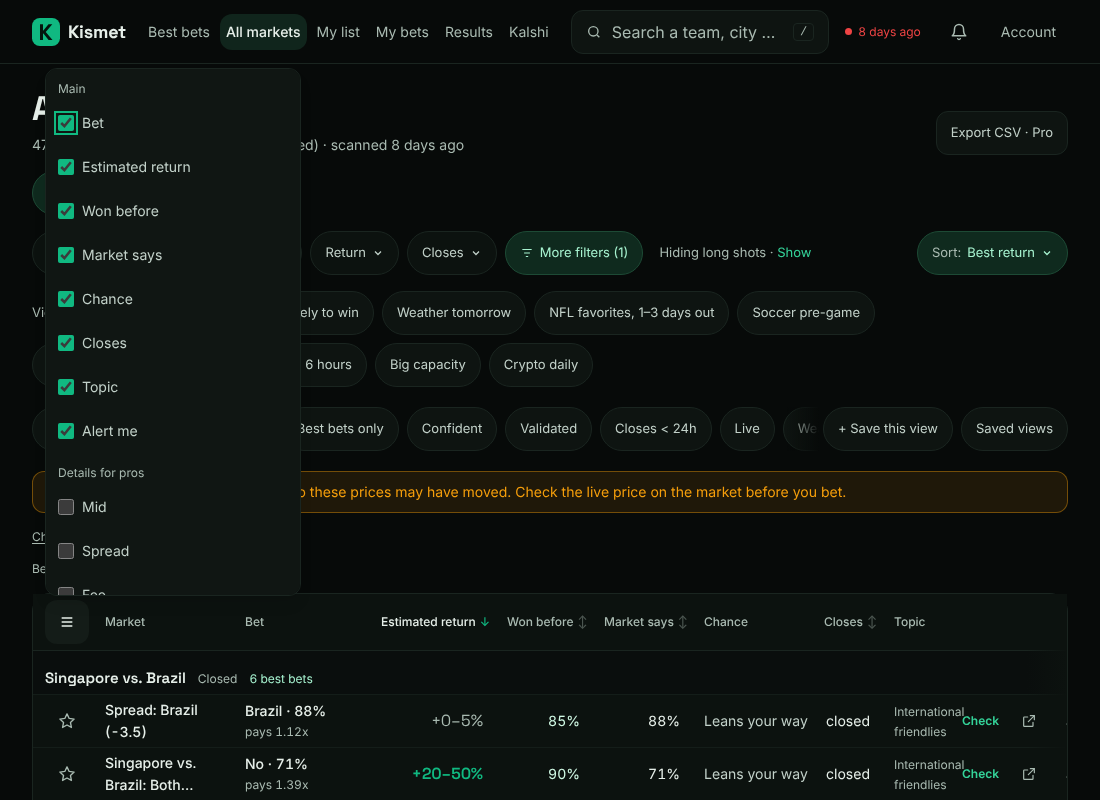 K Kismet
Best bets
All markets
My list
My bets
Results
Kalshi
Search a team, city ...
/
8 days ago
Account
Main
Bet
Estimated return
Won before
Market says
Chance
Closes
Topic
Alert me
Details for pros
Mid
Spread
Fee
A
47
ed) · scanned 8 days ago
Export CSV · Pro
Return
Closes
More filters (1)
Hiding long shots · Show
Sort: Best return
ely to win
Weather tomorrow
NFL favorites, 1–3 days out
Soccer pre-game
6 hours
Big capacity
Crypto daily
Best bets only
Confident
Validated
Closes < 24h
Live
We
+ Save this view
Saved views
o these prices may have moved. Check the live price on the market before you bet.
Ch
Be
Market
Bet
Estimated return ↓
Won before
Market says
Chance
Closes
Topic
Singapore vs. Brazil Closed 6 best bets
Spread: Brazil
(-3.5)
Brazil · 88%
pays 1.12x
+0–5%
85%
88%
Leans your way
closed
International
friendlies
Check
Singapore vs.
Brazil: Both...
No · 71%
pays 1.39x
+20–50%
90%
71%
Leans your way
closed
International
friendlies
Check